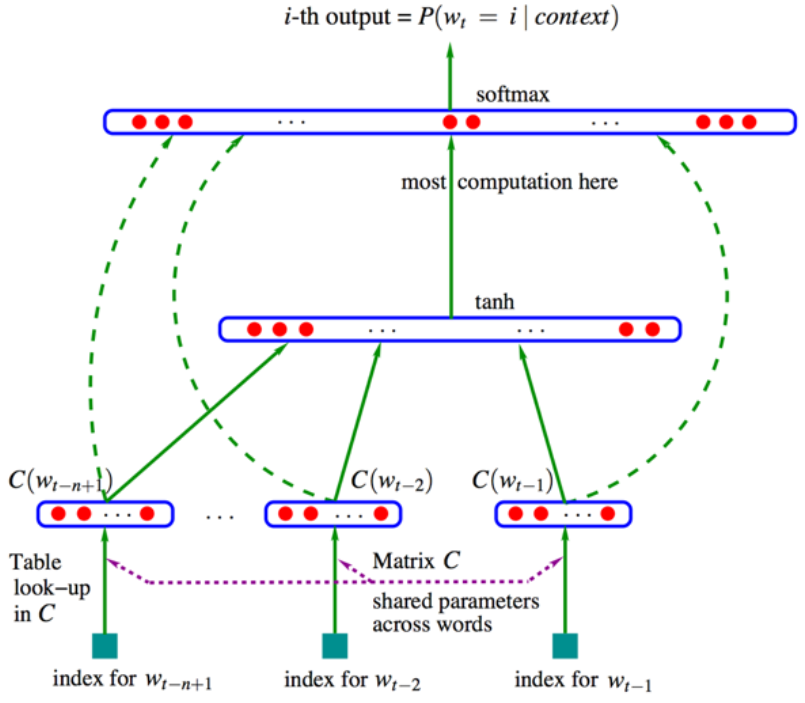 i-th output = P(w_t = i | context)
softmax
. . .
. . .
most computation here
tanh
. . .
. . .
C(w_{t−n+1})
C(w_{t−2})
C(w_{t−1})
. . .
. . .
. . .
. . .
Table
look−up
in C
Matrix C
shared parameters
across words
index for w_{t−n+1}
index for w_{t−2}
index for w_{t−1}